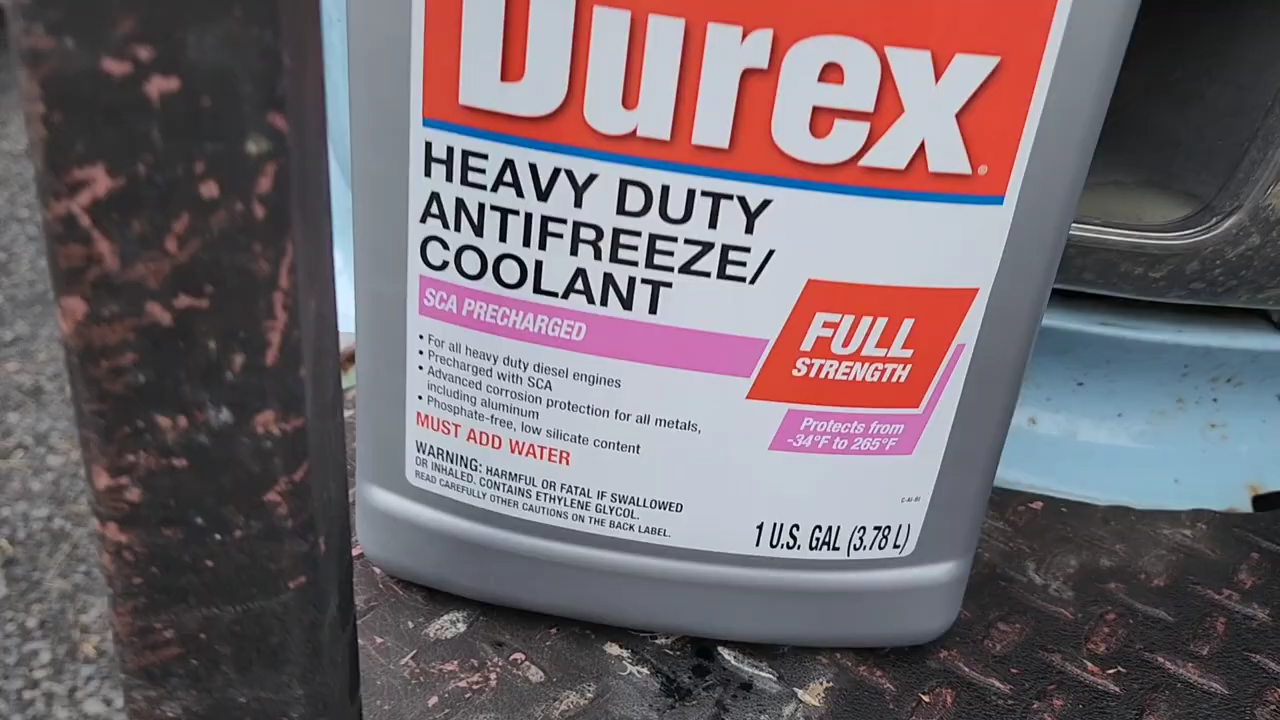 Durex®
HEAVY DUTY
ANTIFREEZE/
COOLANT
SCA PRECHARGED
FULL
STRENGTH
Protects from
-34°F to 265°F
• For all heavy duty diesel engines
• Precharged with SCA
• Advanced corrosion protection for all metals,
including aluminum
• Phosphate-free, low silicate content
MUST ADD WATER
WARNING: HARMFUL OR FATAL IF SWALLOWED
OR INHALED. CONTAINS ETHYLENE GLYCOL.
READ CAREFULLY OTHER CAUTIONS ON THE BACK LABEL.
1 U.S. GAL (3.78 L)